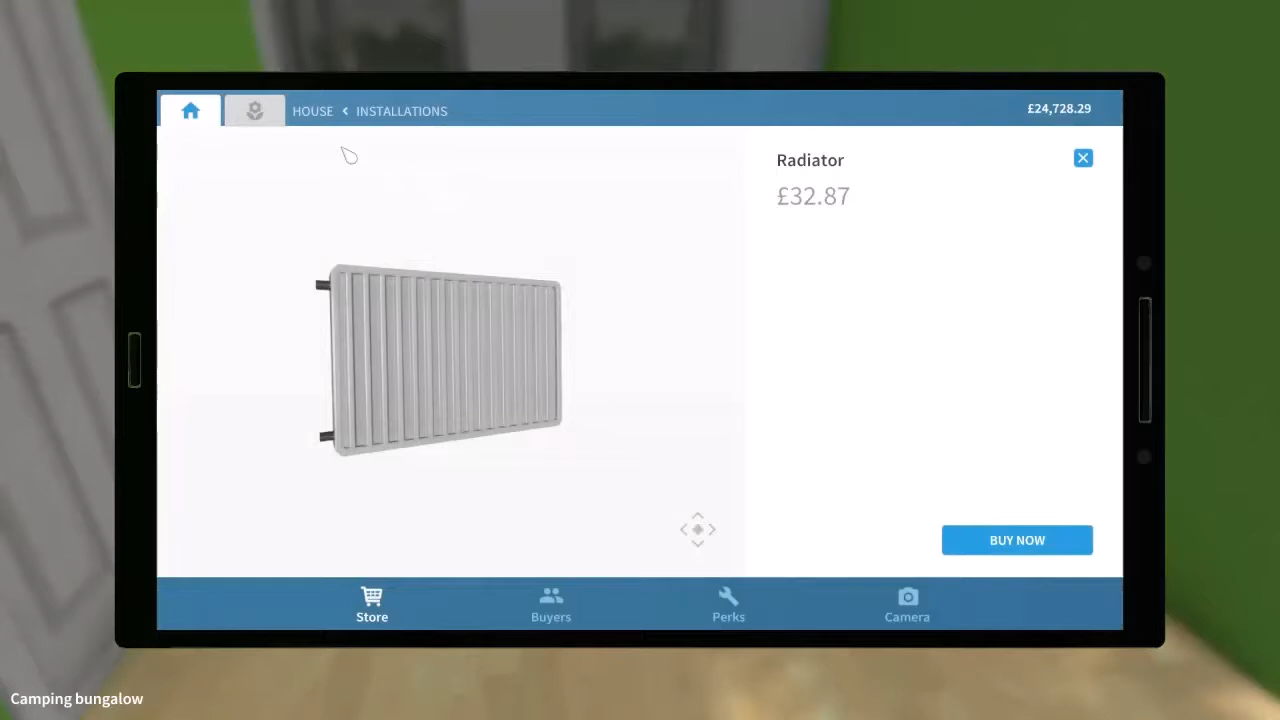 HOUSE < INSTALLATIONS
£24,728.29
Radiator
£32.87
BUY NOW
Store
Buyers
Perks
Camera
Camping bungalow